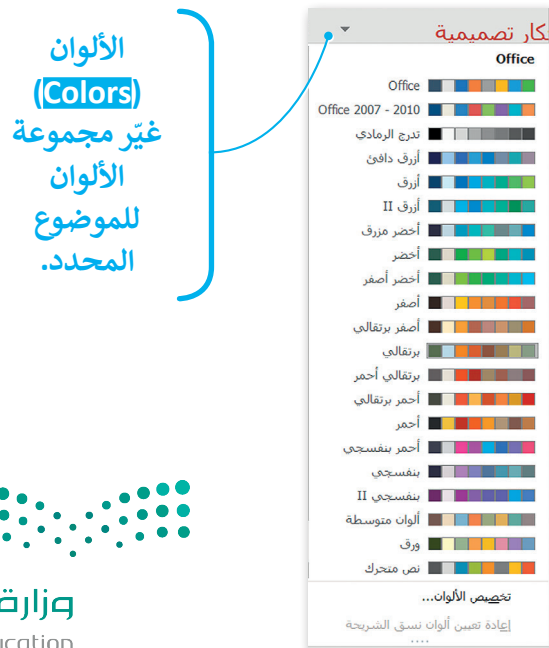 الألوان
(Colors)
غيّر مجموعة
الألوان
للموضوع
المحدد.
كار تصميمية
Office
Office
Office 2007 - 2010
تدرج الرمادي
أزرق دافئ
أزرق
أزرق II
أخضر مزرق
أخضر
أخضر أصفر
أصفر
أصفر برتقالي
برتقالي
برتقالي أحمر
أحمر برتقالي
أحمر
أحمر بنفسجي
بنفسجي
بنفسجي II
ألوان متوسطة
ورق
نص متحرك
تخصيص الألوان...
إعادة تعيين ألوان نسق الشريحة
....
وزارة
ucation